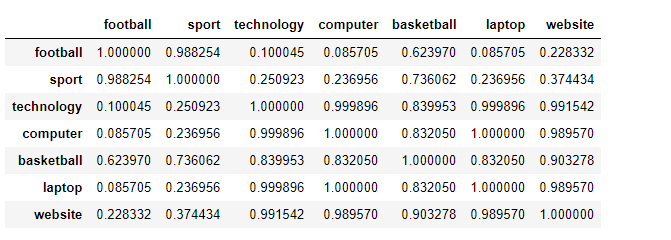 football sport technology computer basketball laptop website
football 1.000000 0.988254 0.100045 0.085705 0.623970 0.085705 0.228332
sport 0.988254 1.000000 0.250923 0.236956 0.736062 0.236956 0.374434
technology 0.100045 0.250923 1.000000 0.999896 0.839953 0.999896 0.991542
computer 0.085705 0.236956 0.999896 1.000000 0.832050 1.000000 0.989570
basketball 0.623970 0.736062 0.839953 0.832050 1.000000 0.832050 0.903278
laptop 0.085705 0.236956 0.999896 1.000000 0.832050 1.000000 0.989570
website 0.228332 0.374434 0.991542 0.989570 0.903278 0.989570 1.000000